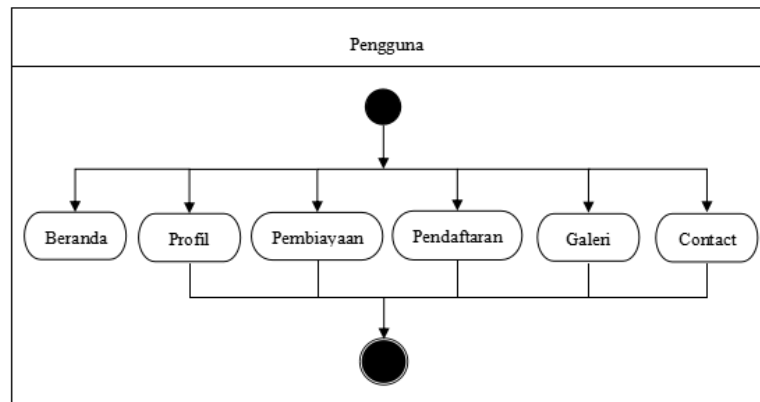 Pengguna
Beranda
Profil
Pembiayaan
Pendaftaran
Galeri
Contact